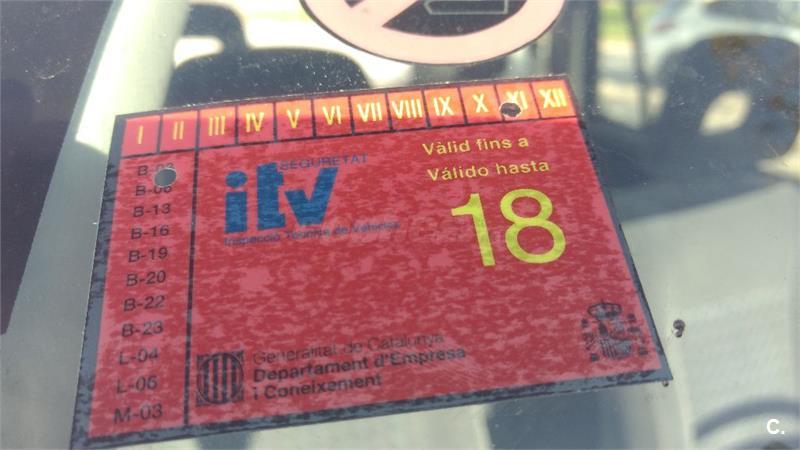 I II III IV V VI VII VIII IX X XI XII
B-03
B-06
B-13
B-16
B-19
B-20
B-22
B-23
L-04
L-06
M-03
SEGURETAT
itv
Inspecció Tècnica de Vehicles
Vàlid fins a
Válido hasta
18
Generalitat de Catalunya
Departament d'Empresa
i Coneixement
C.